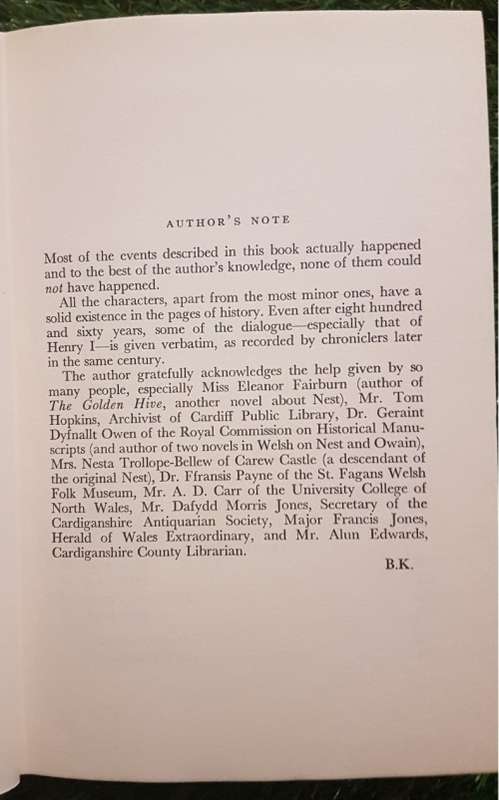 AUTHOR'S NOTE
Most of the events described in this book actually happened
and to the best of the author's knowledge, none of them could
not have happened.
All the characters, apart from the most minor ones, have a
solid existence in the pages of history. Even after eight hundred
and sixty years, some of the dialogue—especially that of
Henry I—is given verbatim, as recorded by chroniclers later
in the same century.
The author gratefully acknowledges the help given by so
many people, especially Miss Eleanor Fairburn (author of
The Golden Hive, another novel about Nest), Mr. Tom
Hopkins, Archivist of Cardiff Public Library, Dr. Geraint
Dyfnallt Owen of the Royal Commission on Historical Manu-
scripts (and author of two novels in Welsh on Nest and Owain),
Mrs. Nesta Trollope-Bellew of Carew Castle (a descendant of
the original Nest), Dr. Ffransis Payne of the St. Fagans Welsh
Folk Museum, Mr. A. D. Carr of the University College of
North Wales, Mr. Dafydd Morris Jones, Secretary of the
Cardiganshire Antiquarian Society, Major Francis Jones,
Herald of Wales Extraordinary, and Mr. Alun Edwards,
Cardiganshire County Librarian.
B.K.